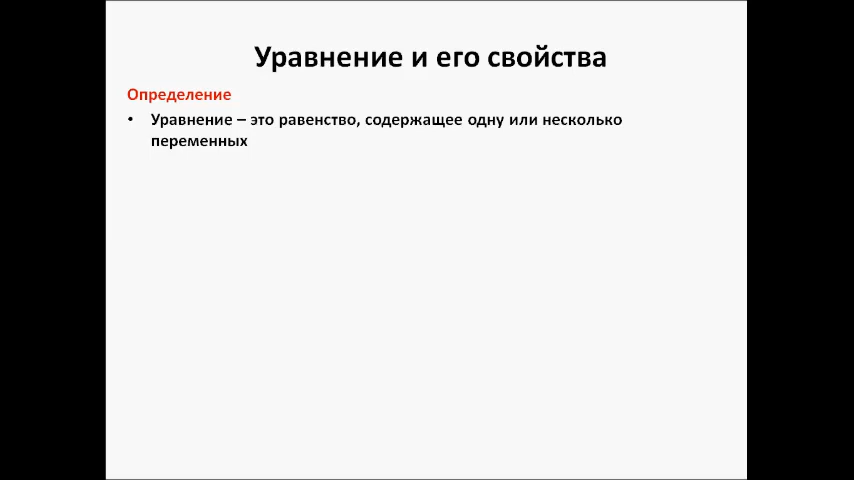 Уравнение и его свойства
Определение
• Уравнение – это равенство, содержащее одну или несколько
переменных